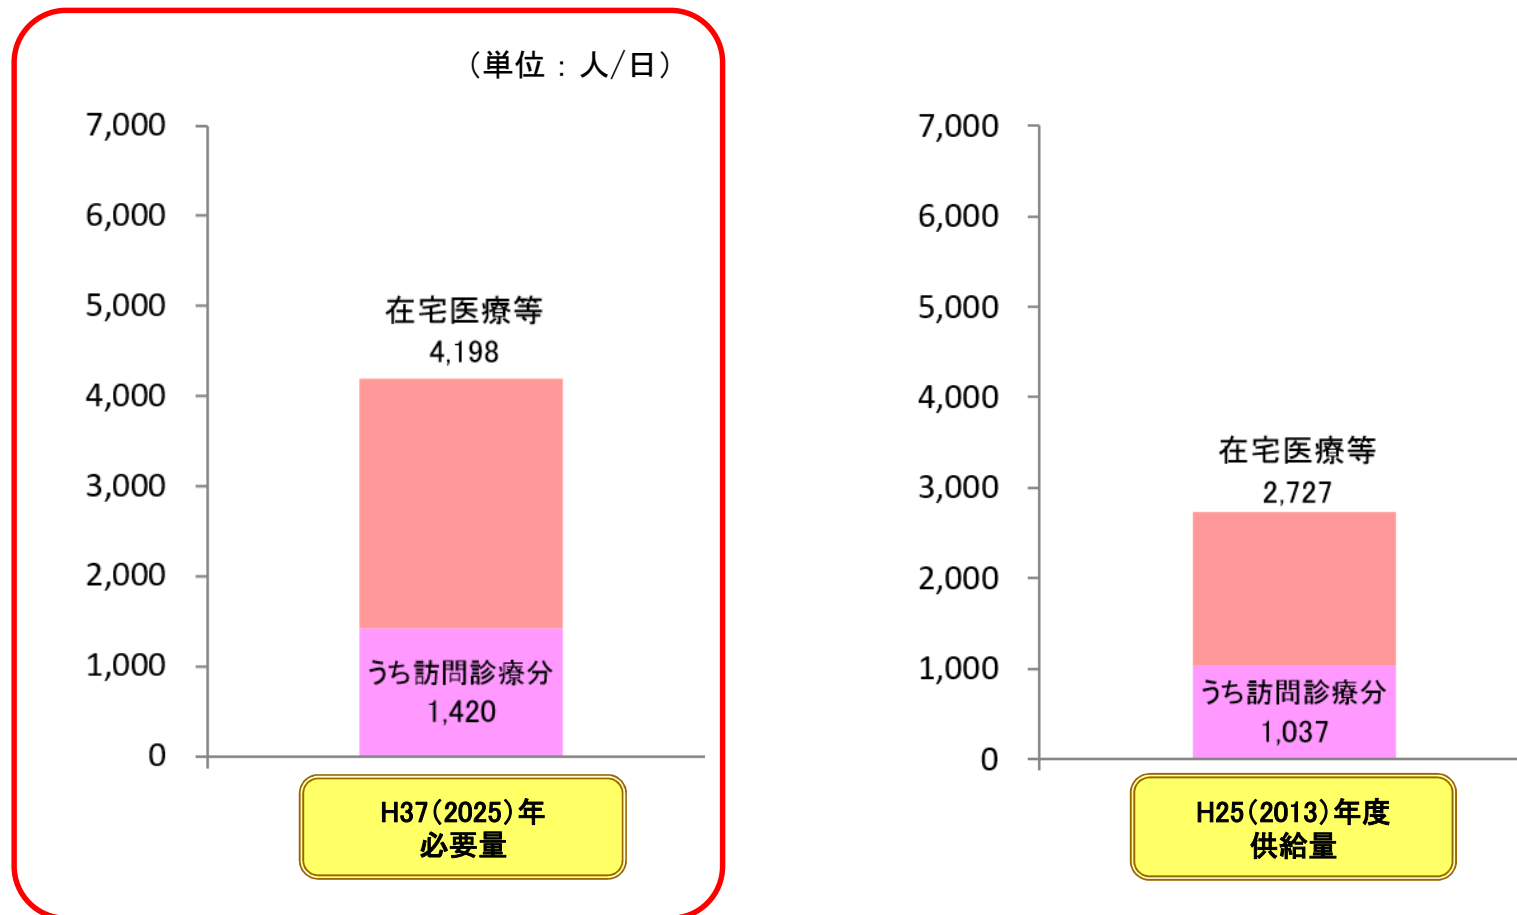 （単位：人/日）
7,000
6,000
5,000
4,000
3,000
2,000
1,000
0
在宅医療等
4,198
うち訪問診療分
1,420
H37（2025）年
必要量
7,000
6,000
5,000
4,000
3,000
2,000
1,000
0
在宅医療等
2,727
うち訪問診療分
1,037
H25（2013）年度
供給量